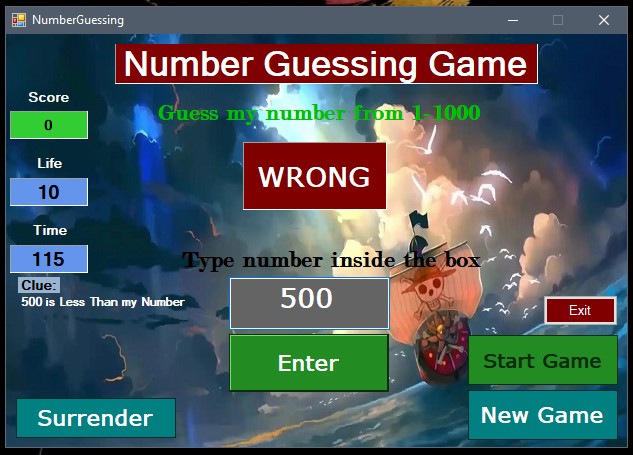 NumberGuessing
Number Guessing Game
Score
0
Guess my number from 1-1000
Life
10
WRONG
Time
115
Type number inside the box
Clue:
500 is Less Than my Number
500
Exit
Enter
Start Game
Surrender
New Game